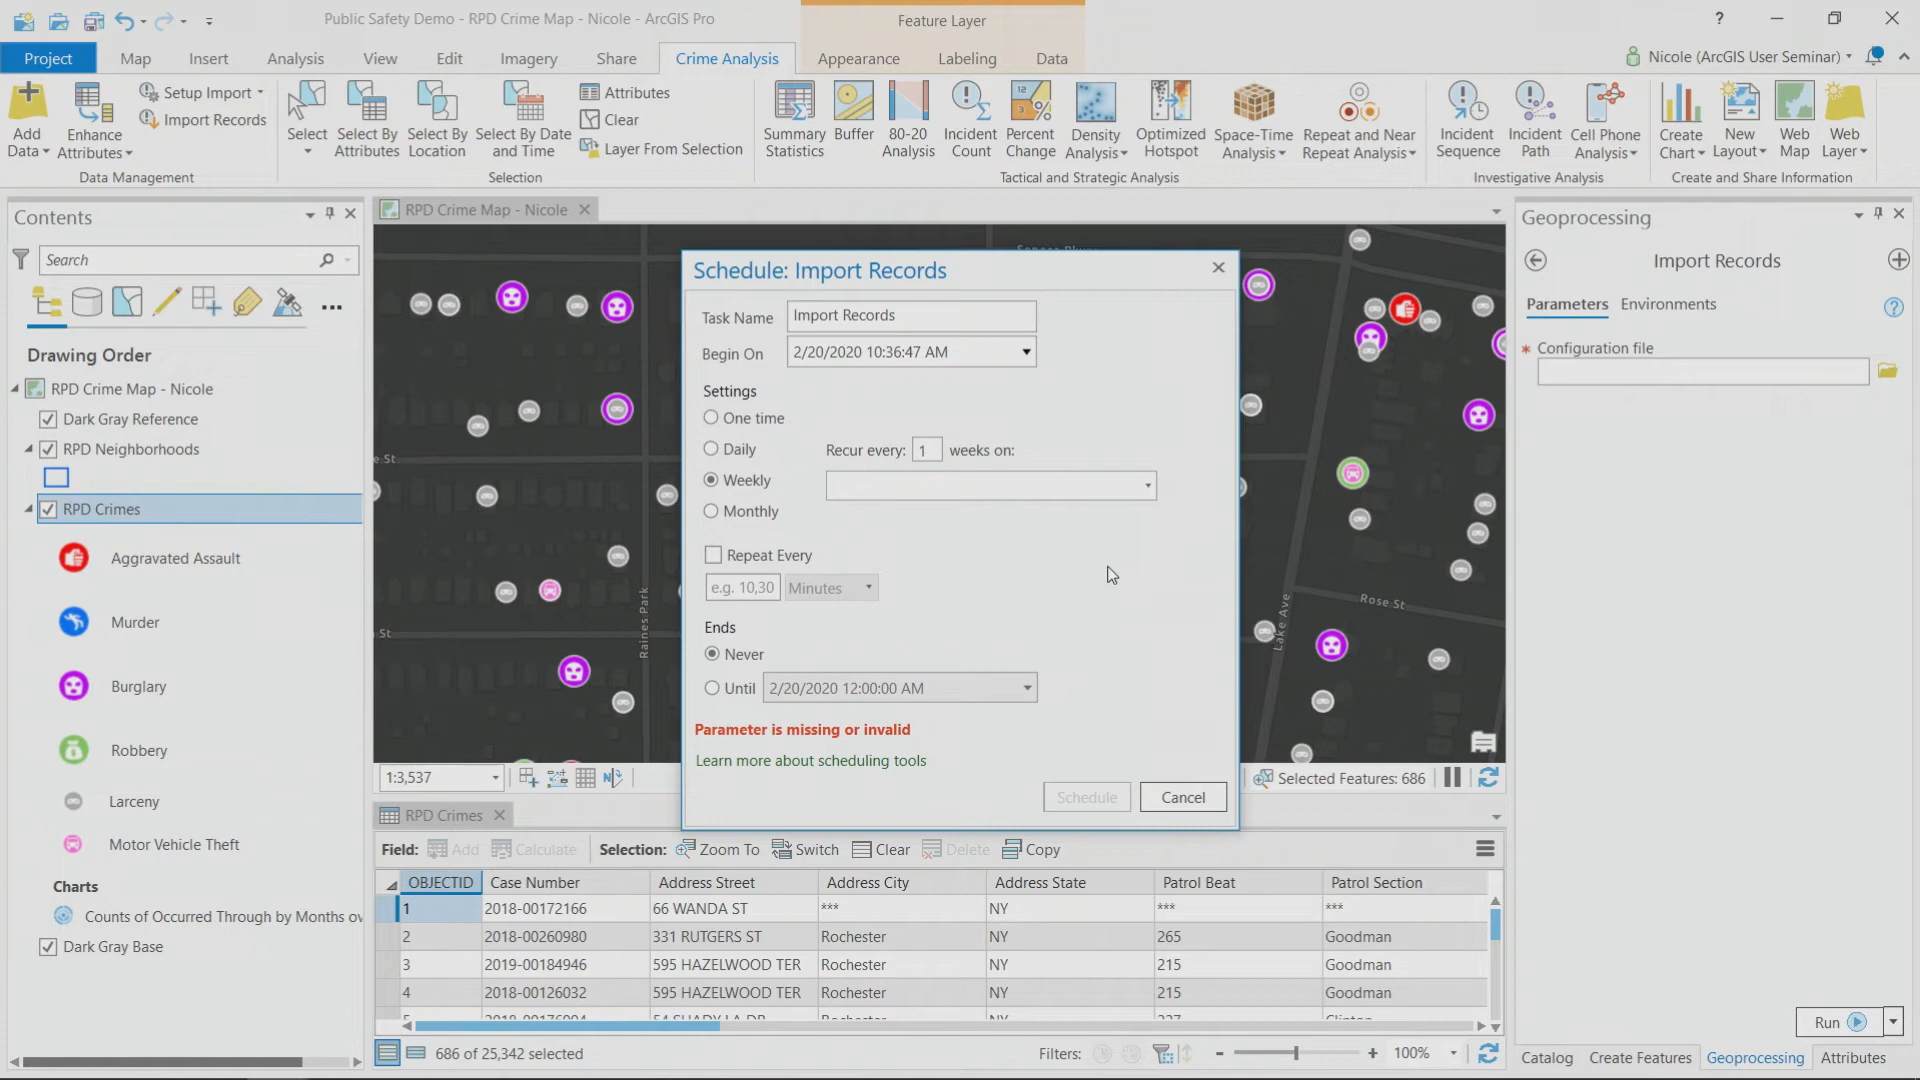 Public Safety Demo - RPD Crime Map - Nicole - ArcGIS Pro
Feature Layer
?
Project
Map
Insert
Analysis
View
Edit
Imagery
Share
Crime Analysis
Appearance
Labeling
Data
Nicole (ArcGIS User Seminar)
Add Data
Enhance Attributes
Setup Import
Import Records
Data Management
Select
Select By Attributes
Select By Location
Select By Date and Time
Attributes
Clear
Layer From Selection
Selection
Summary Statistics
Buffer
80-20 Analysis
Incident Count
Percent Change
Density Analysis
Optimized Hotspot
Space-Time Analysis
Repeat and Near Repeat Analysis
Tactical and Strategic Analysis
Incident Sequence
Incident Path
Cell Phone Analysis
Investigative Analysis
Create Chart
New Layout
Web Map
Web Layer
Create and Share Information
Contents
Search
Drawing Order
RPD Crime Map - Nicole
Dark Gray Reference
RPD Neighborhoods
RPD Crimes
Aggravated Assault
Murder
Burglary
Robbery
Larceny
Motor Vehicle Theft
Charts
Counts of Occurred Through by Months ov
Dark Gray Base
RPD Crime Map - Nicole
e St
St
Raines Park
Lake Ave
Rose St
Schedule: Import Records
Task Name
Import Records
Begin On
2/20/2020 10:36:47 AM
Settings
One time
Daily
Weekly
Monthly
Recur every: 1 weeks on:
Repeat Every
e.g. 10,30
Minutes
Ends
Never
Until
2/20/2020 12:00:00 AM
Parameter is missing or invalid
Learn more about scheduling tools
Schedule
Cancel
1:3,537
Selected Features: 686
RPD Crimes
Field: Add Calculate Selection: Zoom To Switch Clear Delete Copy
OBJECTID Case Number Address Street Address City Address State Patrol Beat Patrol Section
1 2018-00172166 66 WANDA ST *** NY *** ***
2 2018-00260980 331 RUTGERS ST Rochester NY 265 Goodman
3 2019-00184946 595 HAZELWOOD TER Rochester NY 215 Goodman
4 2018-00126032 595 HAZELWOOD TER Rochester NY 215 Goodman
686 of 25,342 selected
Filters:
- + 100%
Geoprocessing
Import Records
Parameters
Environments
?
* Configuration file
Run
Catalog
Create Features
Geoprocessing
Attributes